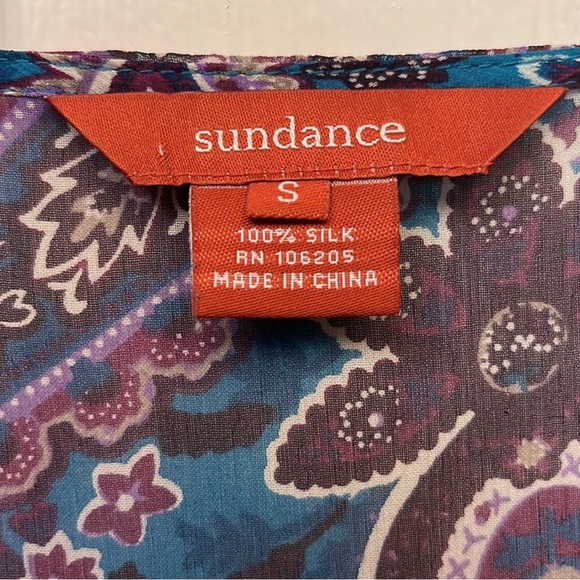 sundance
S
100% SILK
RN 106205
MADE IN CHINA